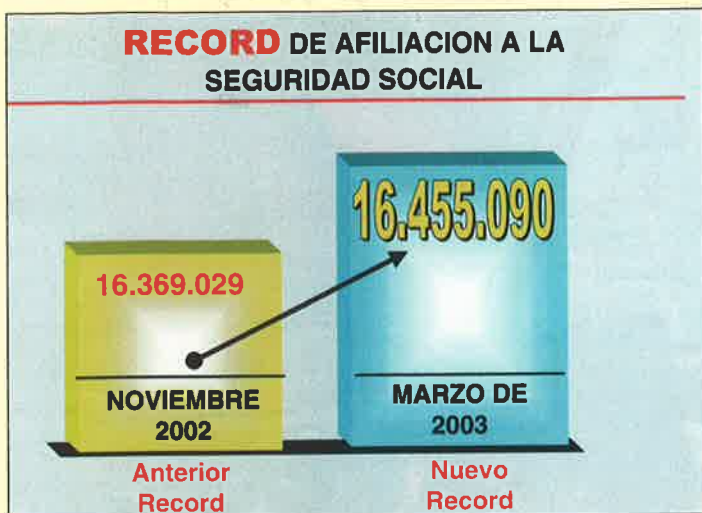 RECORD DE AFILIACION A LA
SEGURIDAD SOCIAL
16.369.029
NOVIEMBRE
2002
Anterior
Record
16.455.090
MARZO DE
2003
Nuevo
Record